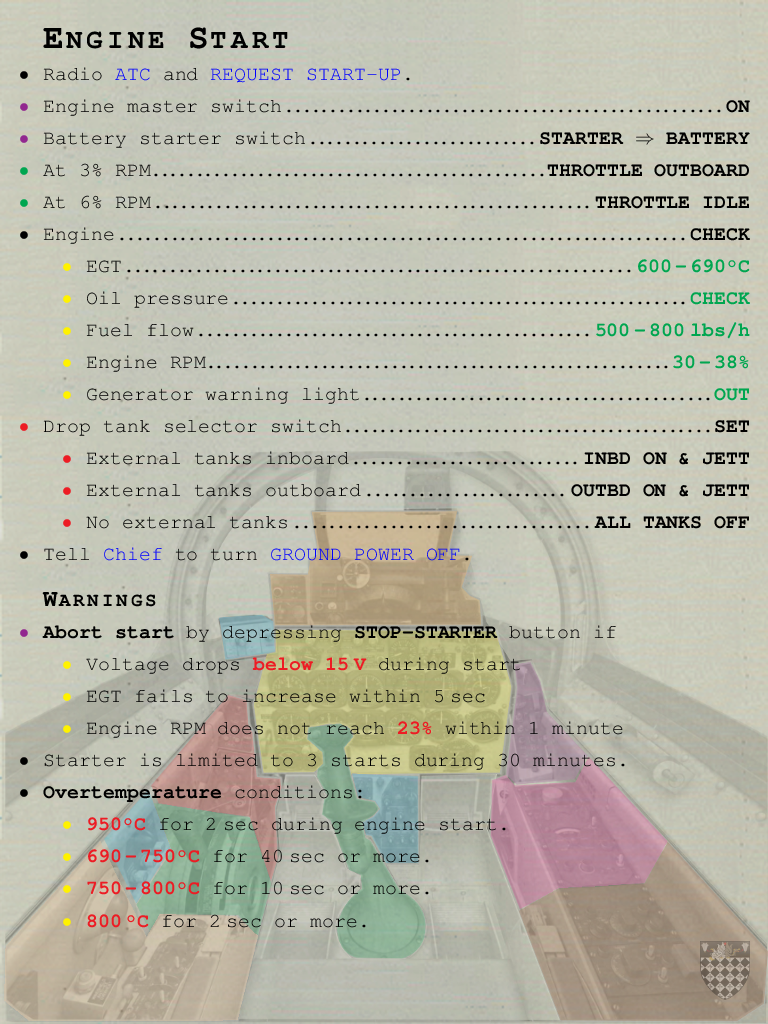 ENGINE START
• Radio ATC and REQUEST START-UP.
• Engine master switch ... ON
• Battery starter switch ... STARTER ⇒ BATTERY
• At 3% RPM ... THROTTLE OUTBOARD
• At 6% RPM ... THROTTLE IDLE
• Engine ... CHECK
• EGT ... 600–690°C
• Oil pressure ... CHECK
• Fuel flow ... 500–800 lbs/h
• Engine RPM ... 30–38%
• Generator warning light ... OUT
• Drop tank selector switch ... SET
• External tanks inboard ... INBD ON & JETT
• External tanks outboard ... OUTBD ON & JETT
• No external tanks ... ALL TANKS OFF
• Tell Chief to turn GROUND POWER OFF.
WARNINGS
• Abort start by depressing STOP-STARTER button if
• Voltage drops below 15 V during start
• EGT fails to increase within 5 sec
• Engine RPM does not reach 23% within 1 minute
• Starter is limited to 3 starts during 30 minutes.
• Overtemperature conditions:
• 950°C for 2 sec during engine start.
• 690–750°C for 40 sec or more.
• 750–800°C for 10 sec or more.
• 800°C for 2 sec or more.